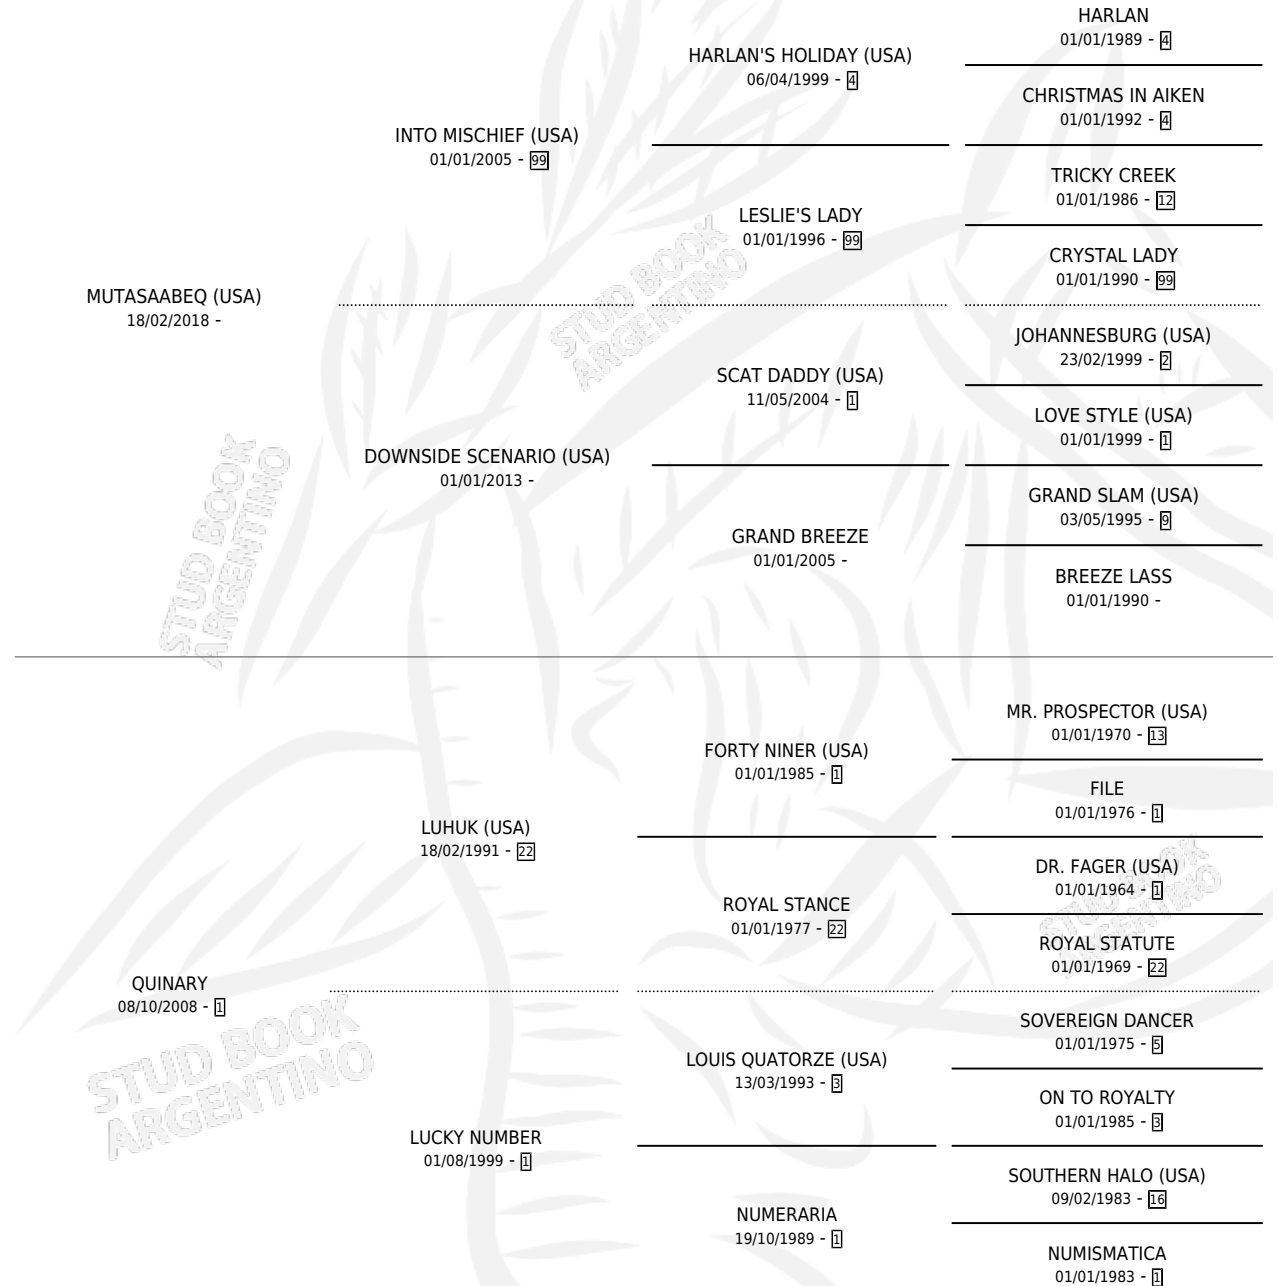 HARLAN
01/01/1989 - 4
HARLAN'S HOLIDAY (USA)
06/04/1999 - 4
CHRISTMAS IN AIKEN
01/01/1992 - 4
INTO MISCHIEF (USA)
01/01/2005 - 99
TRICKY CREEK
01/01/1986 - 12
LESLIE'S LADY
01/01/1996 - 99
CRYSTAL LADY
01/01/1990 - 99
MUTASAABEQ (USA)
18/02/2018 -
JOHANNESBURG (USA)
23/02/1999 - 2
SCAT DADDY (USA)
11/05/2004 - 1
LOVE STYLE (USA)
01/01/1999 - 1
DOWNSIDE SCENARIO (USA)
01/01/2013 -
GRAND SLAM (USA)
03/05/1995 - 9
GRAND BREEZE
01/01/2005 -
BREEZE LASS
01/01/1990 -
MR. PROSPECTOR (USA)
01/01/1970 - 13
FORTY NINER (USA)
01/01/1985 - 1
FILE
01/01/1976 - 1
LUHUK (USA)
18/02/1991 - 22
DR. FAGER (USA)
01/01/1964 - 1
ROYAL STANCE
01/01/1977 - 22
ROYAL STATUTE
01/01/1969 - 22
QUINARY
08/10/2008 - 1
SOVEREIGN DANCER
01/01/1975 - 5
LOUIS QUATORZE (USA)
13/03/1993 - 3
ON TO ROYALTY
01/01/1985 - 3
LUCKY NUMBER
01/08/1999 - 1
SOUTHERN HALO (USA)
09/02/1983 - 16
NUMERARIA
19/10/1989 - 1
NUMISMATICA
01/01/1983 - 1
STUD BOOK
ARGENTINO
STUD BOOK
ARGENTINO
STUD BOOK
ARGENTINO
STUD BOOK
ARGENTINO